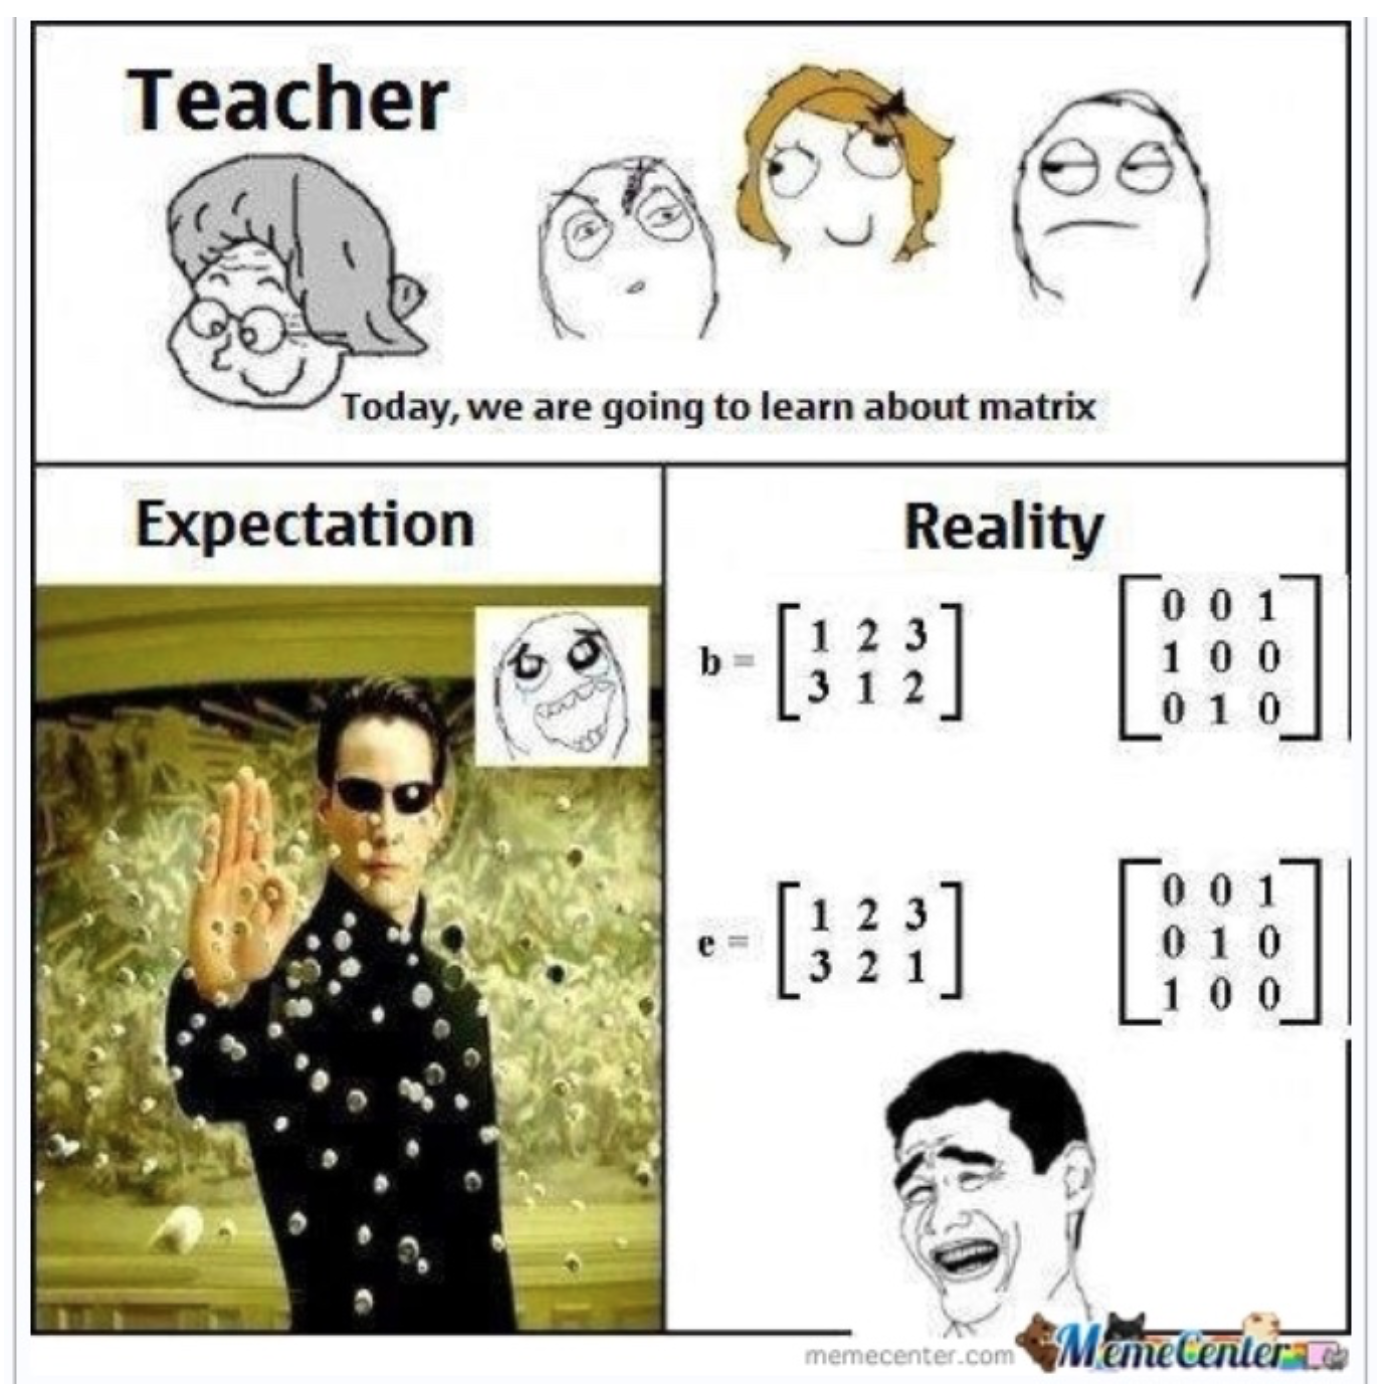 Teacher
Today, we are going to learn about matrix
Expectation
Reality
b = [1 2 3
3 1 2]
[0 0 1
1 0 0
0 1 0]
e = [1 2 3
3 2 1]
[0 0 1
0 1 0
1 0 0]
memecenter.com MemeCenter